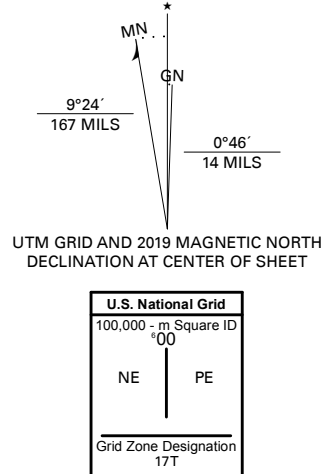 ★
MN
GN
9°24´
167 MILS
0°46´
14 MILS
UTM GRID AND 2019 MAGNETIC NORTH
DECLINATION AT CENTER OF SHEET
U.S. National Grid
100,000 - m Square ID
⁶00
NE PE
Grid Zone Designation
17T